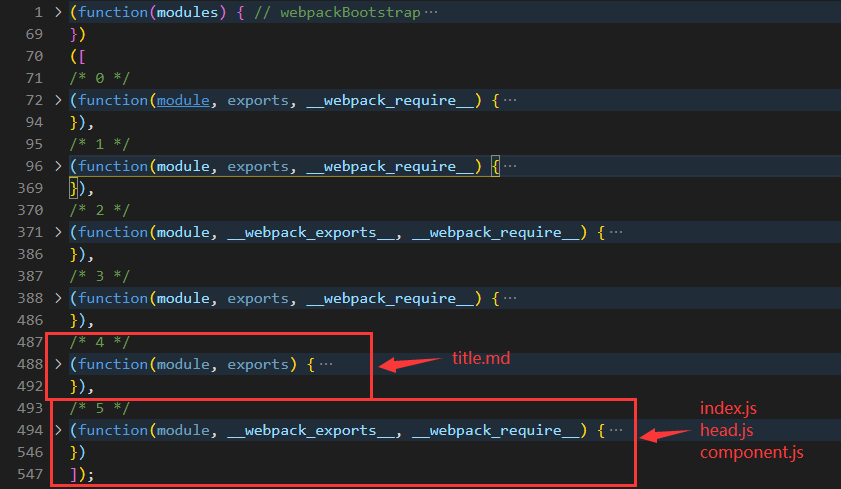 1 > (function(modules) { // webpackBootstrap ···
69 })
70 ([
71 /* 0 */
72 > (function(module, exports, __webpack_require__) { ···
94 }),
95 /* 1 */
96 > (function(module, exports, __webpack_require__) { ···
369 }),
370 /* 2 */
371 > (function(module, __webpack_exports__, __webpack_require__) { ···
386 }),
387 /* 3 */
388 > (function(module, exports, __webpack_require__) { ···
486 }),
487 /* 4 */
488 > (function(module, exports) { ···
title.md
492 }),
493 /* 5 */
494 > (function(module, __webpack_exports__, __webpack_require__) { ···
546 })
547 ]);
index.js
head.js
component.js